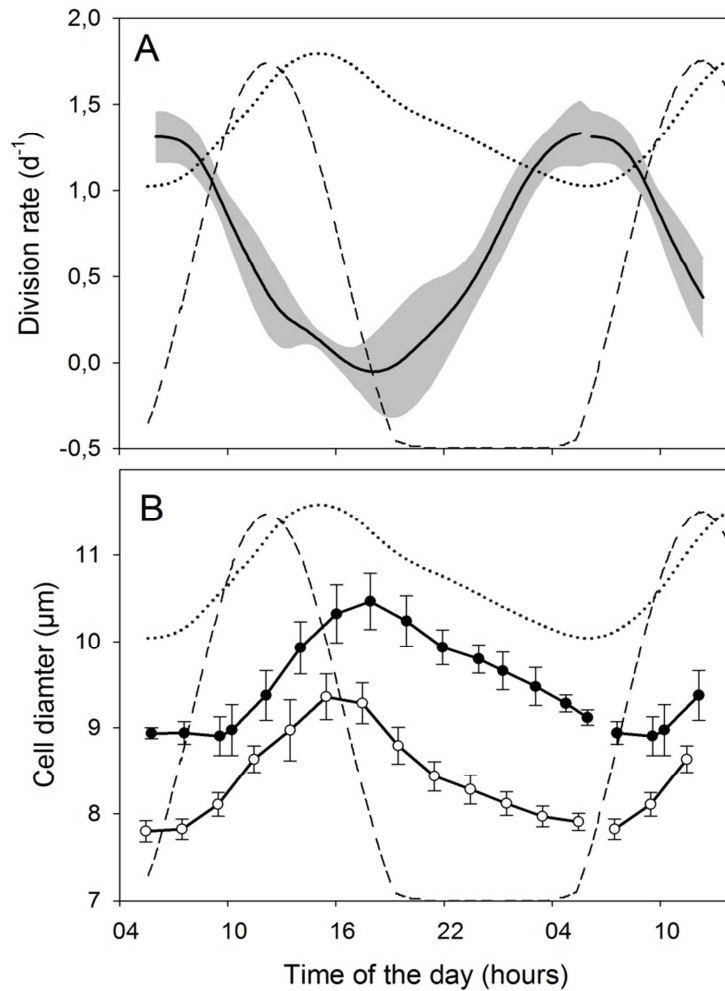 A
2,0
1,5
1,0
0,5
0,0
-0,5
Division rate (d-1)
B
11
10
9
8
7
Cell diamter (µm)
04 10 16 22 04 10
Time of the day (hours)